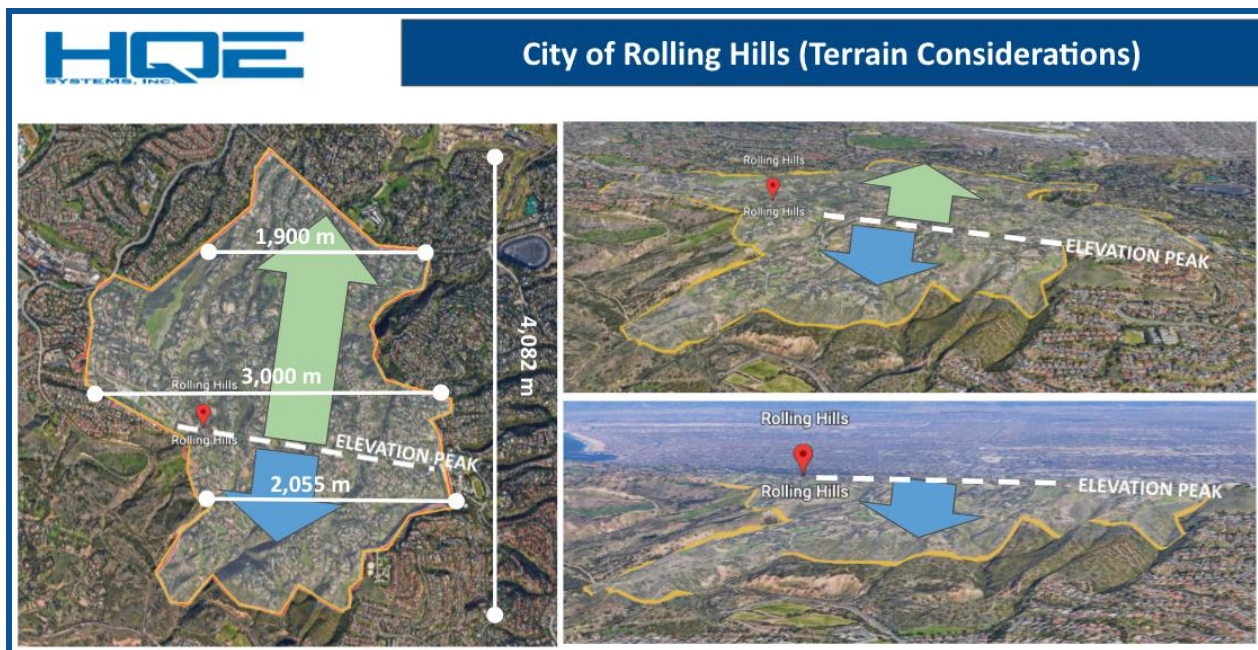 HQE
SYSTEMS, INC.
City of Rolling Hills (Terrain Considerations)
1,900 m
3,000 m
Rolling Hills
Rolling Hills
ELEVATION PEAK
2,055 m
4,082 m
Rolling Hills
Rolling Hills
ELEVATION PEAK
Rolling Hills
Rolling Hills
ELEVATION PEAK